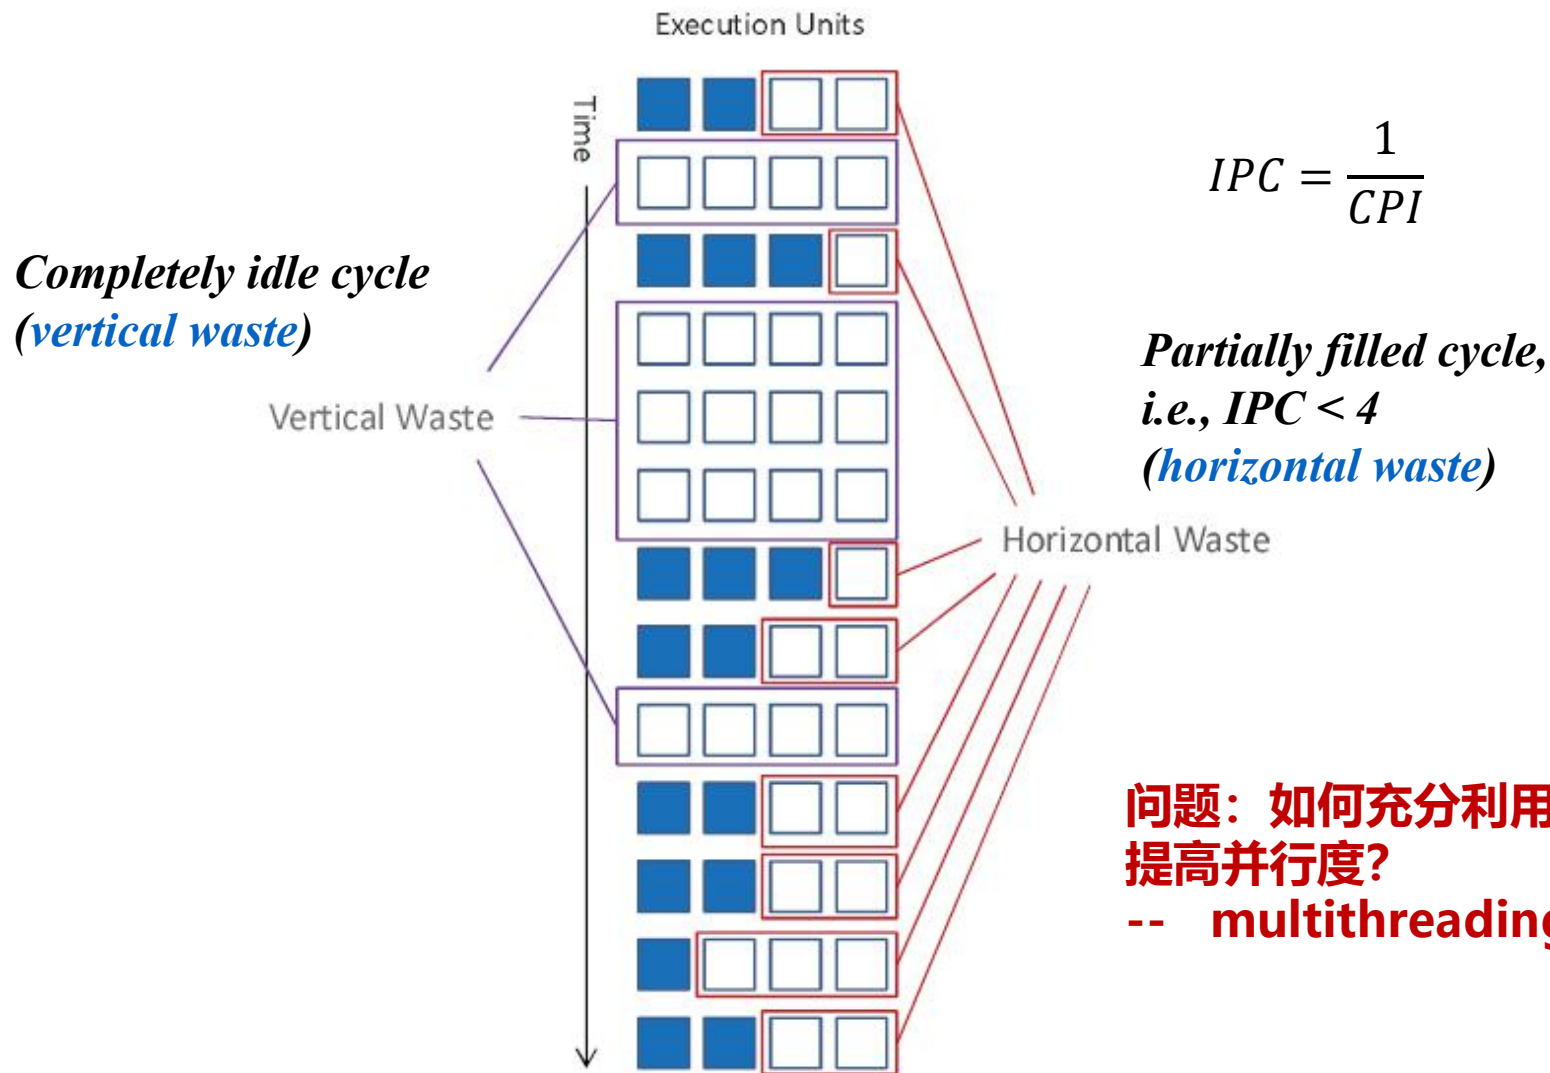 Execution Units
Time
IPC = 1/CPI
Completely idle cycle
(vertical waste)
Vertical Waste
Partially filled cycle,
i.e., IPC < 4
(horizontal waste)
Horizontal Waste
问题：如何充分利用
提高并行度？
-- multithreading